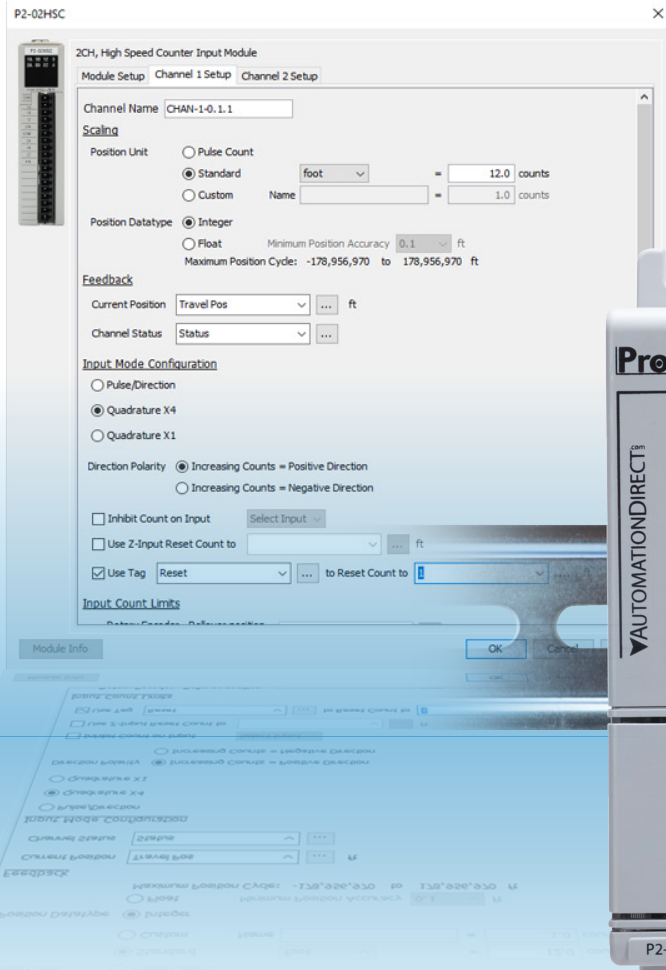 P2-02HSC
2CH, High Speed Counter Input Module
Module Setup Channel 1 Setup Channel 2 Setup
Channel Name CHAN-1-0.1.1
Scaling
Position Unit Pulse Count
Standard foot = 12.0 counts
Custom Name = 1.0 counts
Position Datatype Integer
Float Minimum Position Accuracy 0.1 ft
Maximum Position Cycle: -178,956,970 to 178,956,970 ft
Feedback
Current Position Travel Pos ... ft
Channel Status Status ...
Input Mode Configuration
Pulse/Direction
Quadrature X4
Quadrature X1
Direction Polarity Increasing Counts = Positive Direction
Increasing Counts = Negative Direction
Inhibit Count on Input Select Input
Use Z-Input Reset Count to ... ft
Use Tag Reset ... to Reset Count to 1
Input Count Limits
Module Info OK Cancel
Pro
AUTOMATIONDIRECT.com
P2-